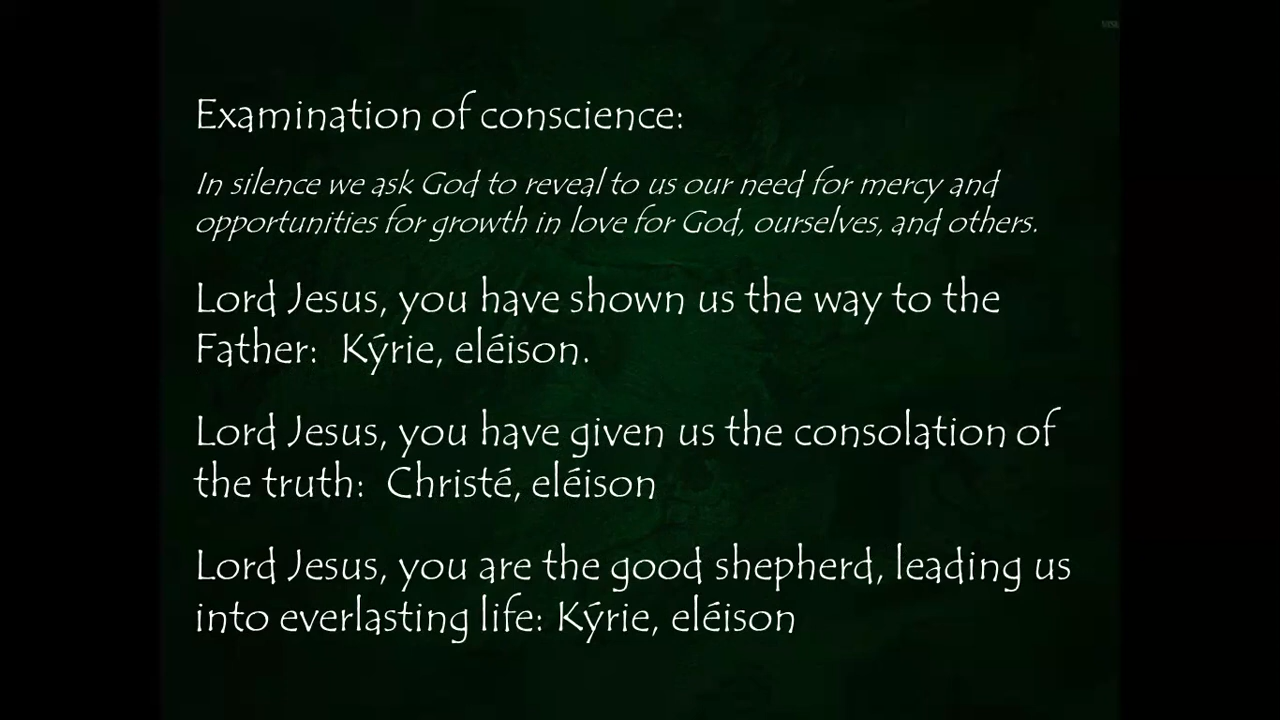 Examination of conscience:
In silence we ask God to reveal to us our need for mercy and
opportunities for growth in love for God, ourselves, and others.
Lord Jesus, you have shown us the way to the
Father:  Kýrie, eléison.
Lord Jesus, you have given us the consolation of
the truth:  Christé, eléison
Lord Jesus, you are the good shepherd, leading us
into everlasting life: Kýrie, eléison